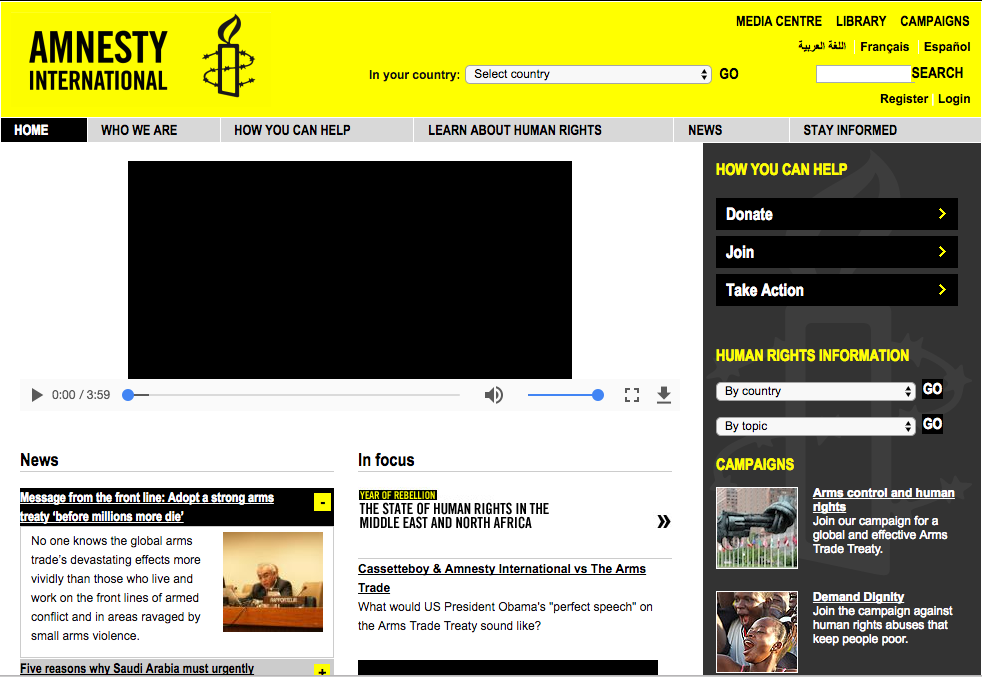 AMNESTY
INTERNATIONAL
MEDIA CENTRE LIBRARY CAMPAIGNS
اللغة العربية Français Español
In your country: Select country GO
SEARCH
Register Login
HOME WHO WE ARE HOW YOU CAN HELP LEARN ABOUT HUMAN RIGHTS NEWS STAY INFORMED
0:00 / 3:59
News
Message from the front line: Adopt a strong arms
treaty ‘before millions more die’
-
No one knows the global arms
trade’s devastating effects more
vividly than those who live and
work on the front lines of armed
conflict and in areas ravaged by
small arms violence.
RAPPORTEUR
Five reasons why Saudi Arabia must urgently
+
In focus
YEAR OF REBELLION
THE STATE OF HUMAN RIGHTS IN THE
MIDDLE EAST AND NORTH AFRICA
»
Cassetteboy & Amnesty International vs The Arms
Trade
What would US President Obama's "perfect speech" on
the Arms Trade Treaty sound like?
HOW YOU CAN HELP
Donate
Join
Take Action
HUMAN RIGHTS INFORMATION
By country GO
By topic GO
CAMPAIGNS
Arms control and human
rights
Join our campaign for a
global and effective Arms
Trade Treaty.
Demand Dignity
Join the campaign against
human rights abuses that
keep people poor.